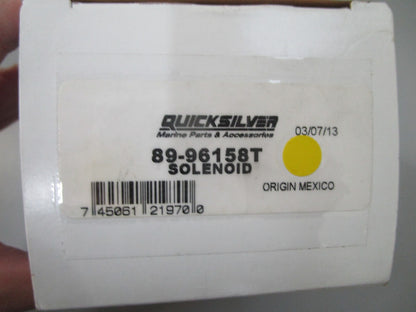 QUICKSILVER
Marine Parts & Accessories
03/07/13
89-96158T
SOLENOID
ORIGIN MEXICO
7 45061 21970 0